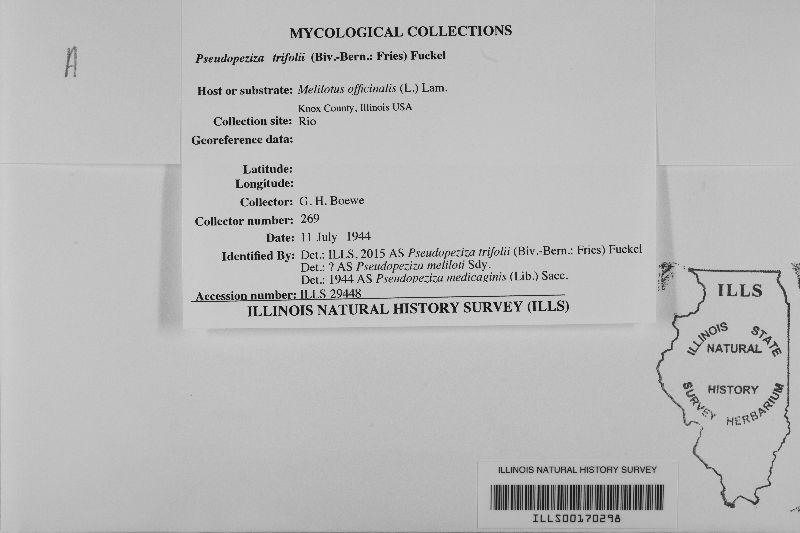 A
MYCOLOGICAL COLLECTIONS
Pseudopeziza trifolii (Biv.-Bern.: Fries) Fuckel
Host or substrate: Melilotus officinalis (L.) Lam.
Knox County, Illinois USA
Collection site: Rio
Georeference data:
Latitude:
Longitude:
Collector: G. H. Boewe
Collector number: 269
Date: 11 July 1944
Identified By: Det.: ILLS, 2015 AS Pseudopeziza trifolii (Biv.-Bern.: Fries) Fuckel
Det.: ? AS Pseudopeziza meliloti Sdy.
Det.: 1944 AS Pseudopeziza medicaginis (Lib.) Sacc.
Accession number: ILLS 29448
ILLINOIS NATURAL HISTORY SURVEY (ILLS)
ILLS
ILLINOIS STATE
NATURAL
HISTORY
SURVEY HERBARIUM
ILLINOIS NATURAL HISTORY SURVEY
ILLS00170298